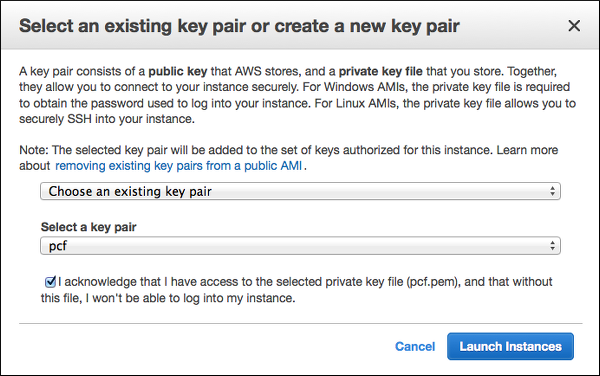 Select an existing key pair or create a new key pair
A key pair consists of a public key that AWS stores, and a private key file that you store. Together,
they allow you to connect to your instance securely. For Windows AMIs, the private key file is required
to obtain the password used to log into your instance. For Linux AMIs, the private key file allows you to
securely SSH into your instance.
Note: The selected key pair will be added to the set of keys authorized for this instance. Learn more
about removing existing key pairs from a public AMI .
Choose an existing key pair
Select a key pair
pcf
I acknowledge that I have access to the selected private key file (pcf.pem), and that without
this file, I won't be able to log into my instance.
Cancel Launch Instances